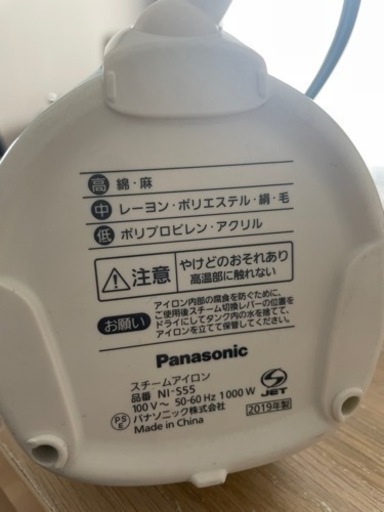 高 綿・麻
中 レーヨン・ポリエステル・絹・毛
低 ポリプロピレン・アクリル
注意 やけどのおそれあり
高温部に触れない
お願い アイロン内部の腐食を防ぐために、
ご使用後スチーム切換レバーの位置を
ドライにしてタンク内の水を捨てて、
アイロンを立てて保管してください。
Panasonic
スチームアイロン
品番 NI-S55
100 V～ 50-60 Hz 1000 W
PSE パナソニック株式会社
Made in China
JET
2019年製